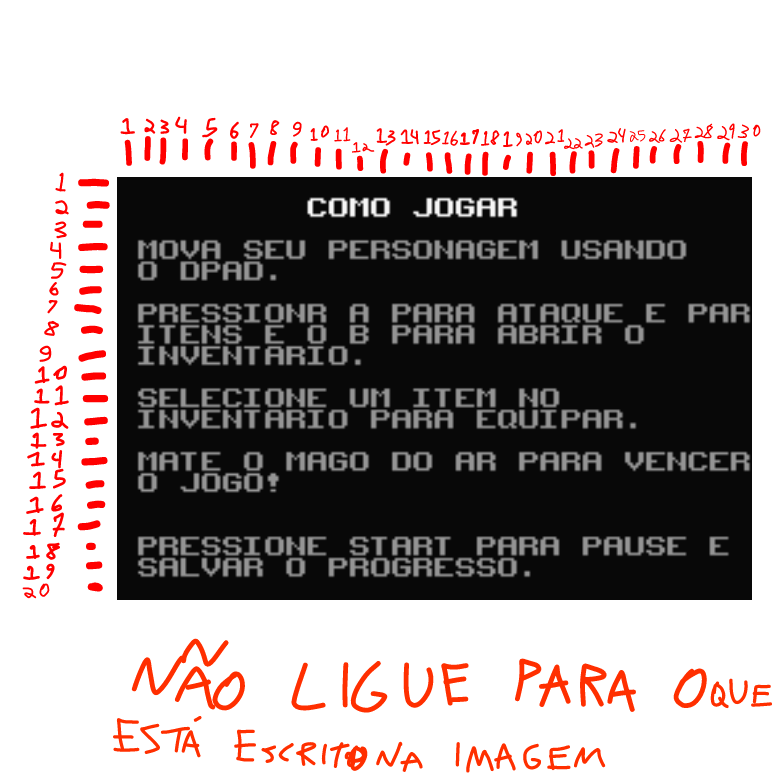 1 2 3 4 5 6 7 8 9 10 11 12 13 14 15 16 17 18 19 20 21 22 23 24 25 26 27 28 29 30
1
2
3
4
5
6
7
8
9
10
11
12
13
14
15
16
17
18
19
20
COMO JOGAR
MOVA SEU PERSONAGEM USANDO
O DPAD.
PRESSIONR A PARA ATAQUE E PAR
ITENS E O B PARA ABRIR O
INVENTARIO.
SELECIONE UM ITEM NO
INVENTARIO PARA EQUIPAR.
MATE O MAGO DO AR PARA VENCER
O JOGO!
PRESSIONE START PARA PAUSE E
SALVAR O PROGRESSO.
NÃO LIGUE PARA OQUE
ESTÁ ESCRITO NA IMAGEM